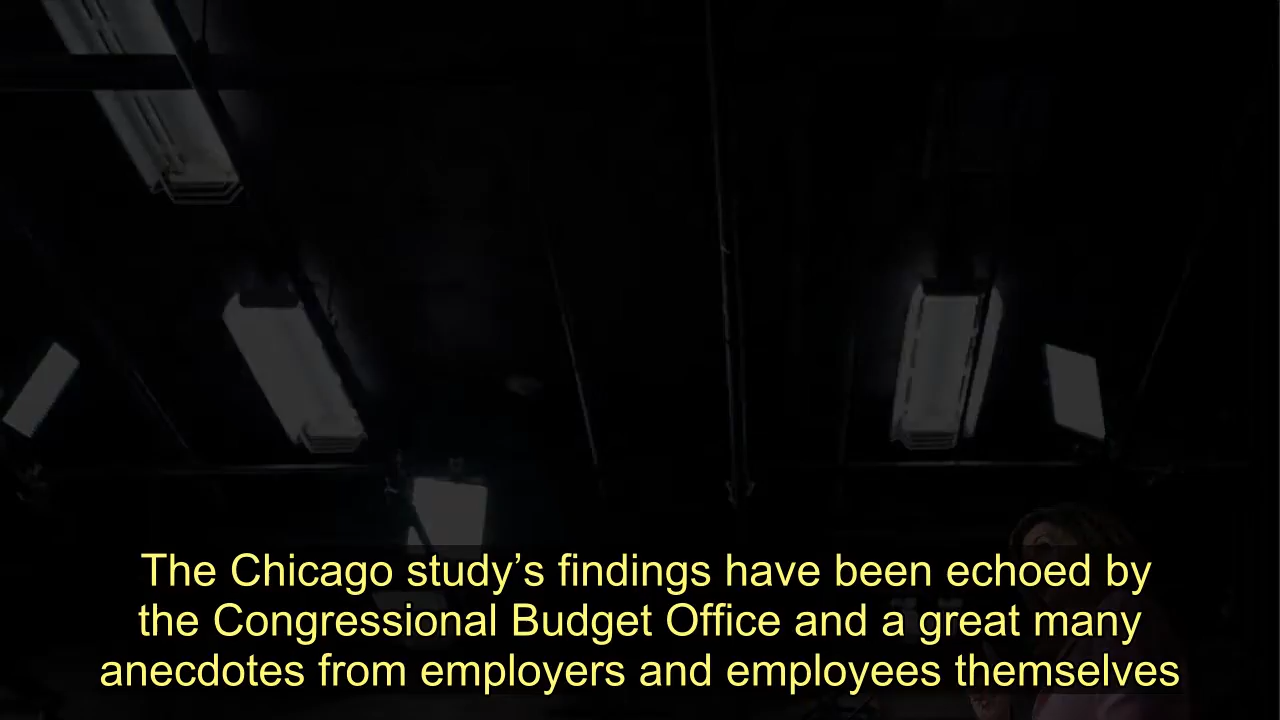 The Chicago study’s findings have been echoed by
the Congressional Budget Office and a great many
anecdotes from employers and employees themselves